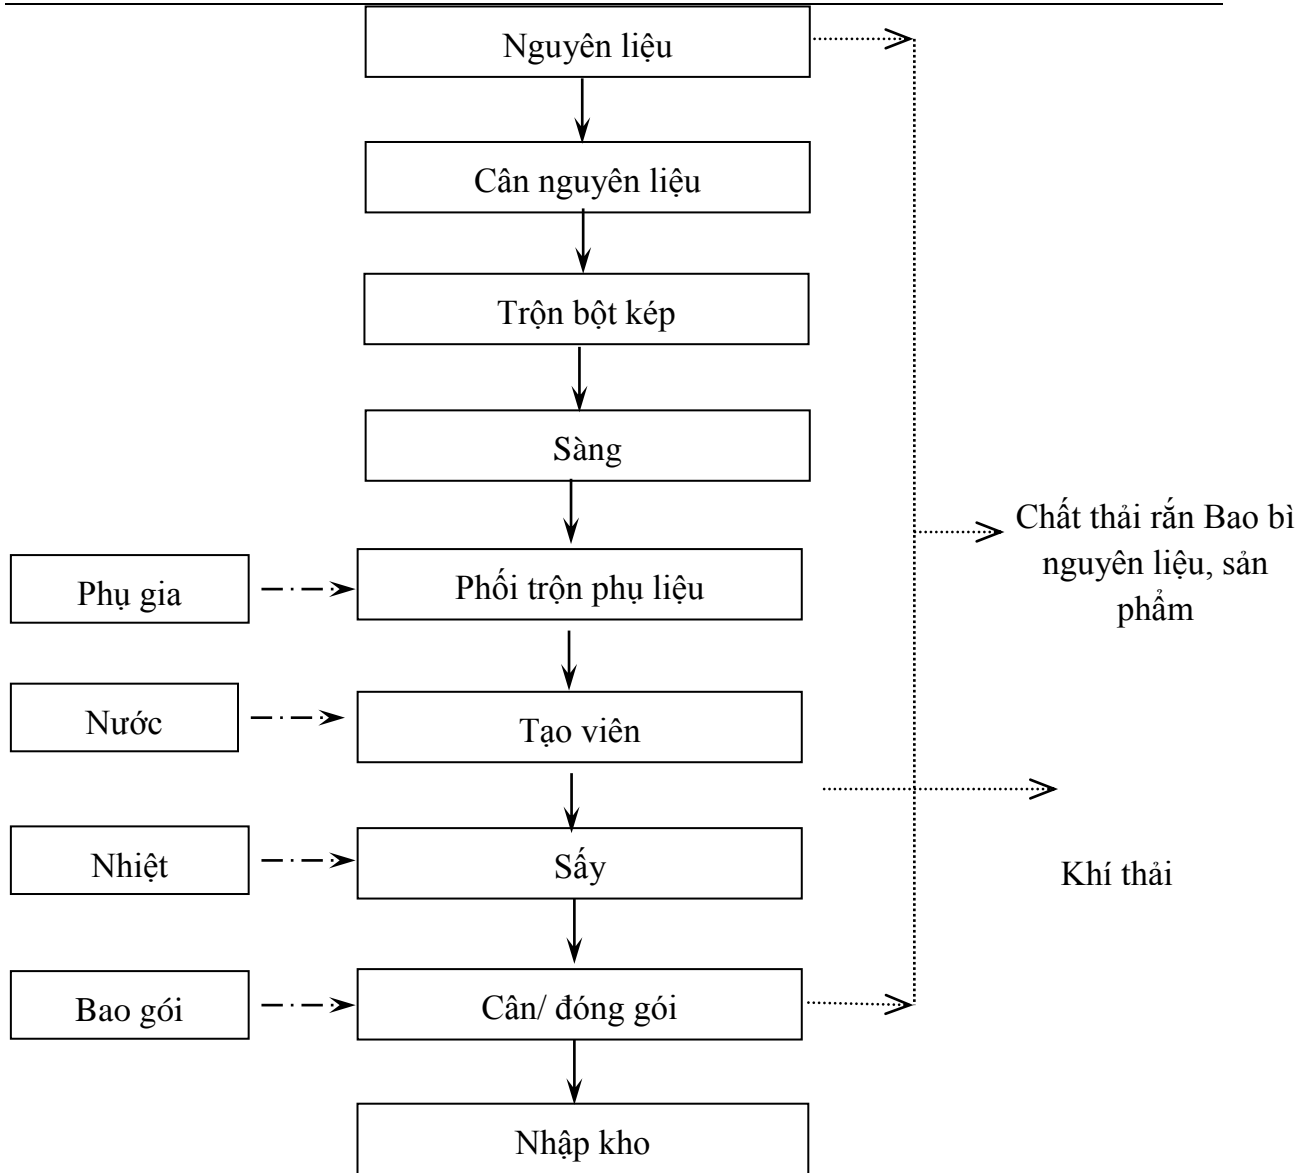 Nguyên liệu
Cân nguyên liệu
Trộn bột kép
Sàng
Chất thải rắn Bao bì
nguyên liệu, sản
phẩm
Phụ gia
Phối trộn phụ liệu
Nước
Tạo viên
Nhiệt
Sấy
Khí thải
Bao gói
Cân/ đóng gói
Nhập kho